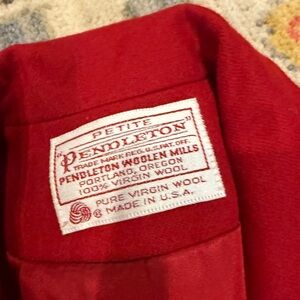 PETITE
"PENDLETON"
TRADE MARK REG. U.S. PAT. OFF.
PENDLETON WOOLEN MILLS
PORTLAND, OREGON
100% VIRGIN WOOL
PURE VIRGIN WOOL
® MADE IN U.S.A.